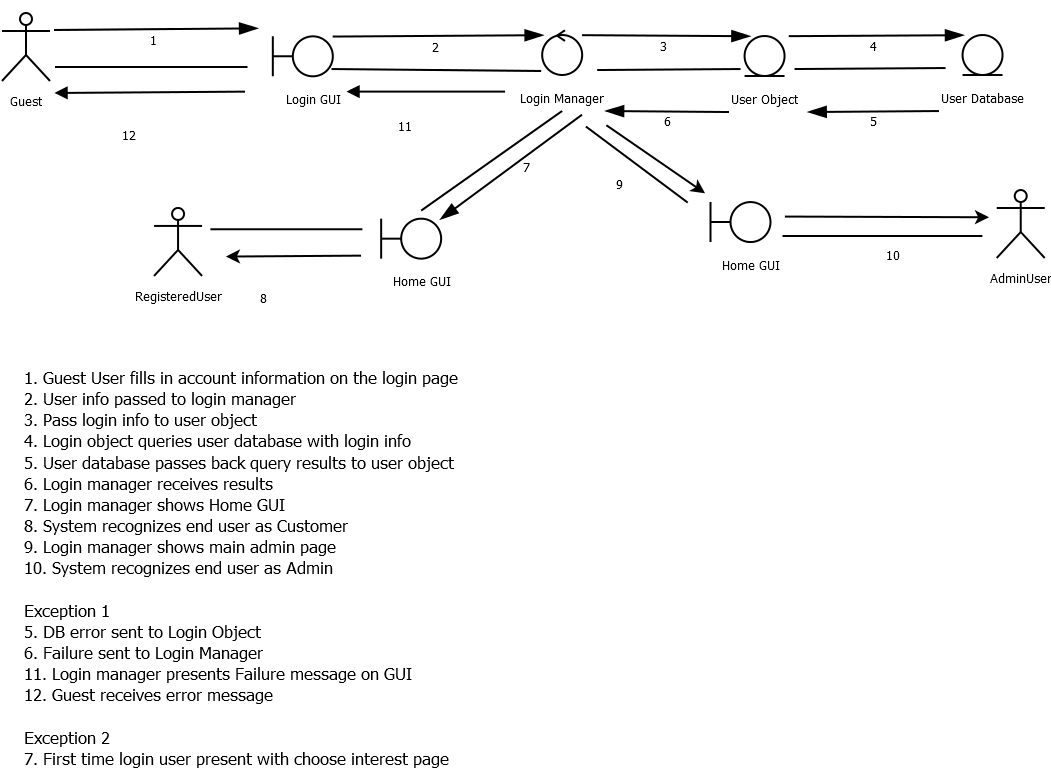 1
2
3
4
Guest
Login GUI
Login Manager
User Object
User Database
12
11
6
5
7
9
RegisteredUser
8
Home GUI
Home GUI
10
AdminUser
1. Guest User fills in account information on the login page
2. User info passed to login manager
3. Pass login info to user object
4. Login object queries user database with login info
5. User database passes back query results to user object
6. Login manager receives results
7. Login manager shows Home GUI
8. System recognizes end user as Customer
9. Login manager shows main admin page
10. System recognizes end user as Admin
Exception 1
5. DB error sent to Login Object
6. Failure sent to Login Manager
11. Login manager presents Failure message on GUI
12. Guest receives error message
Exception 2
7. First time login user present with choose interest page